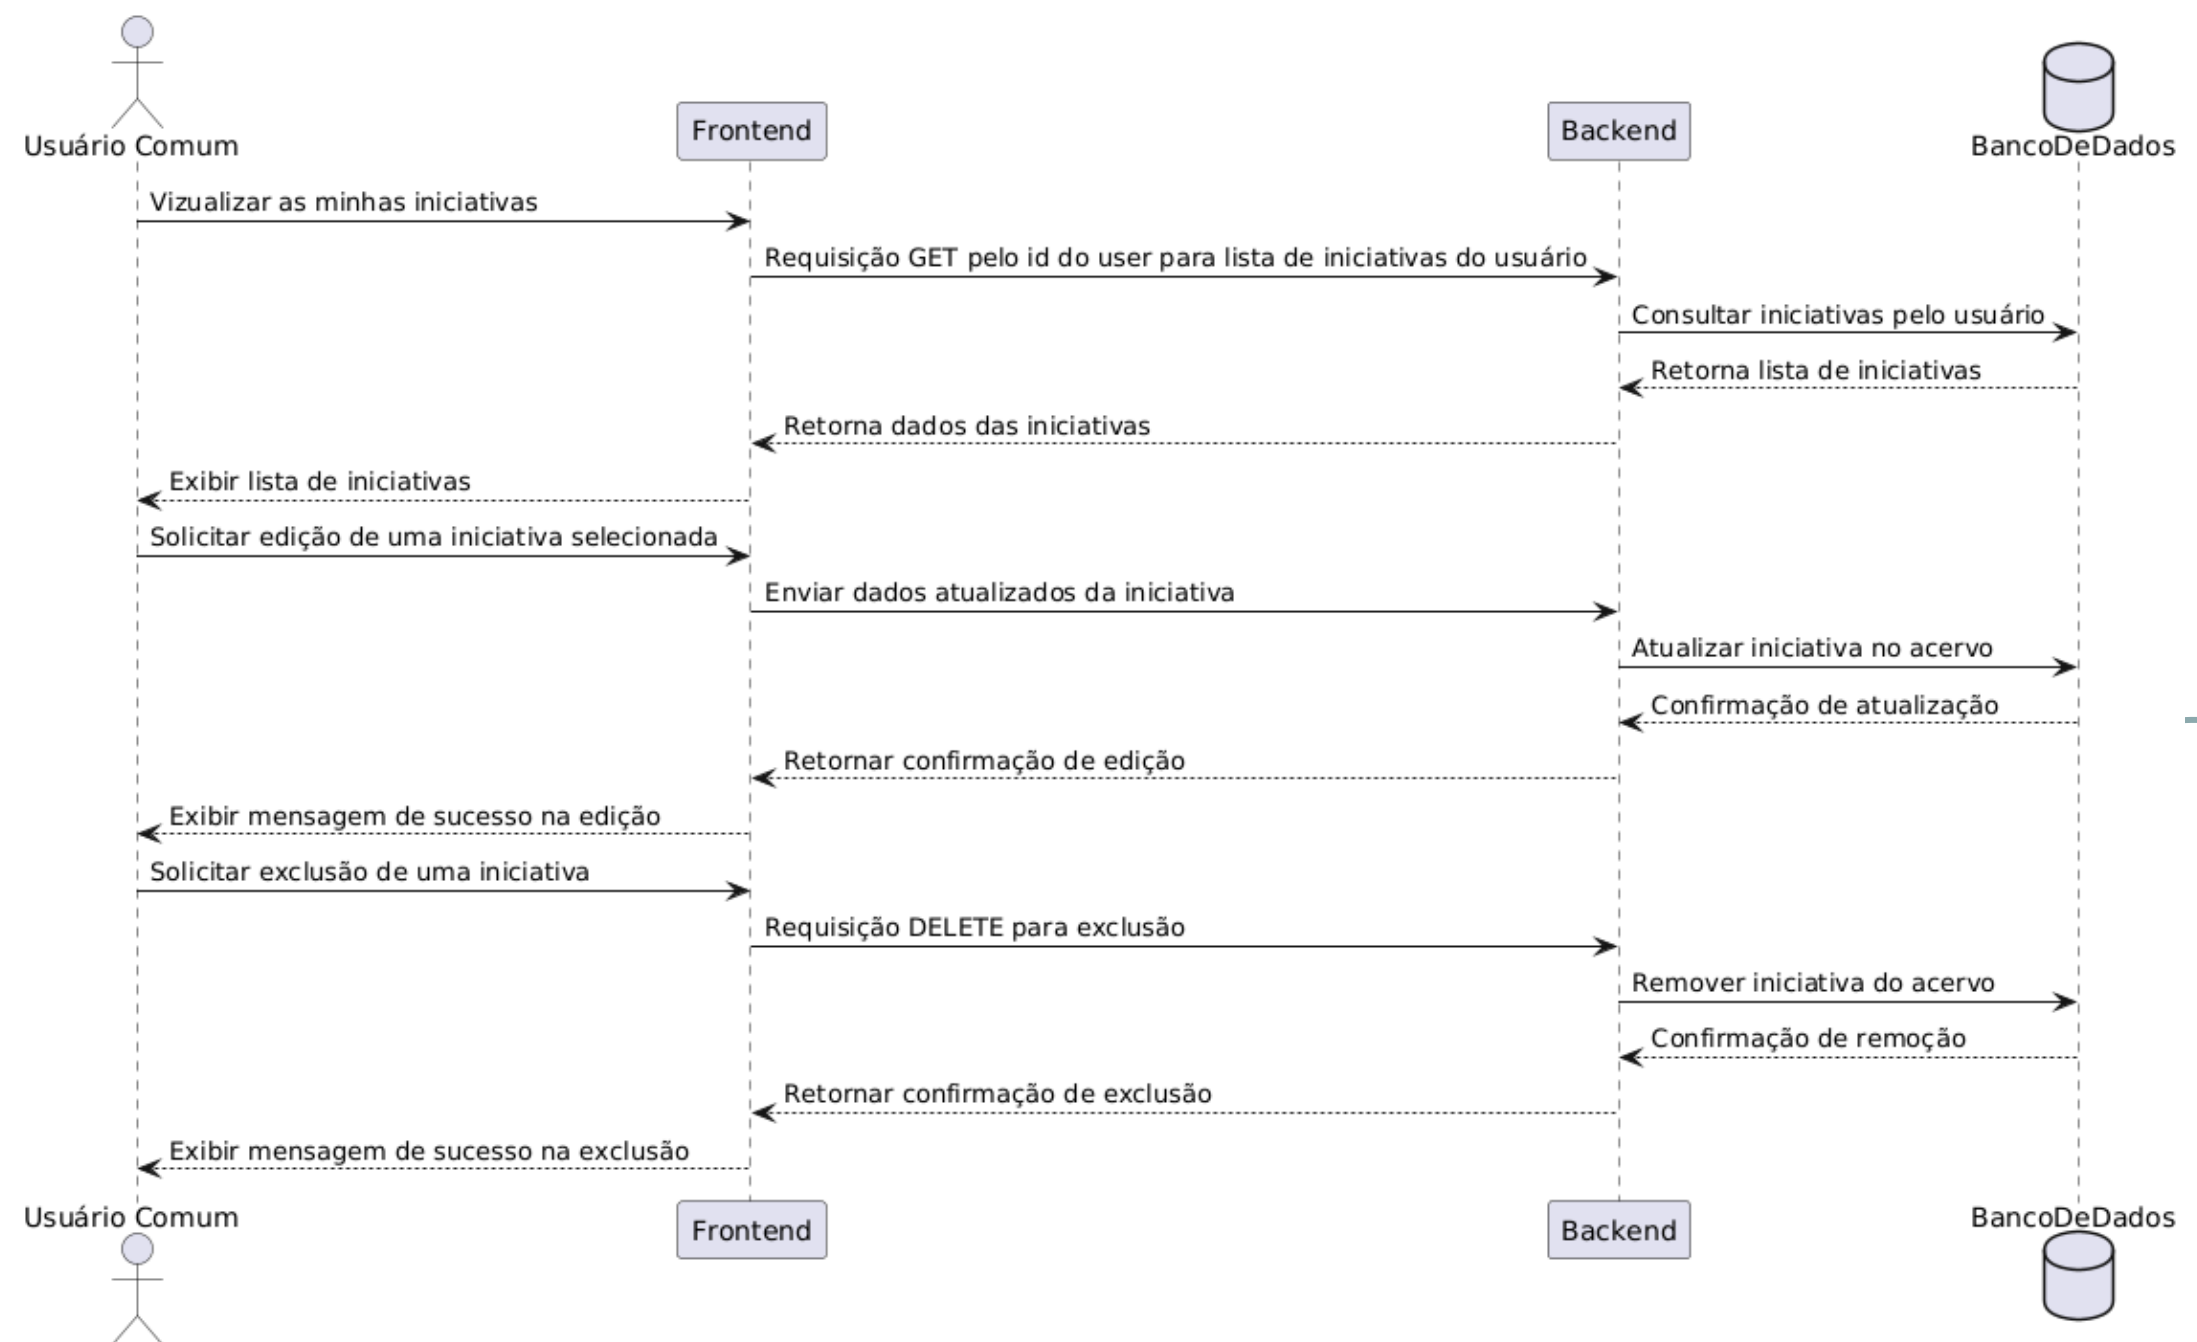 Usuário Comum
Frontend
Backend
BancoDeDados
Vizualizar as minhas iniciativas
Requisição GET pelo id do user para lista de iniciativas do usuário
Consultar iniciativas pelo usuário
Retorna lista de iniciativas
Retorna dados das iniciativas
Exibir lista de iniciativas
Solicitar edição de uma iniciativa selecionada
Enviar dados atualizados da iniciativa
Atualizar iniciativa no acervo
Confirmação de atualização
Retornar confirmação de edição
Exibir mensagem de sucesso na edição
Solicitar exclusão de uma iniciativa
Requisição DELETE para exclusão
Remover iniciativa do acervo
Confirmação de remoção
Retornar confirmação de exclusão
Exibir mensagem de sucesso na exclusão
Usuário Comum
Frontend
Backend
BancoDeDados